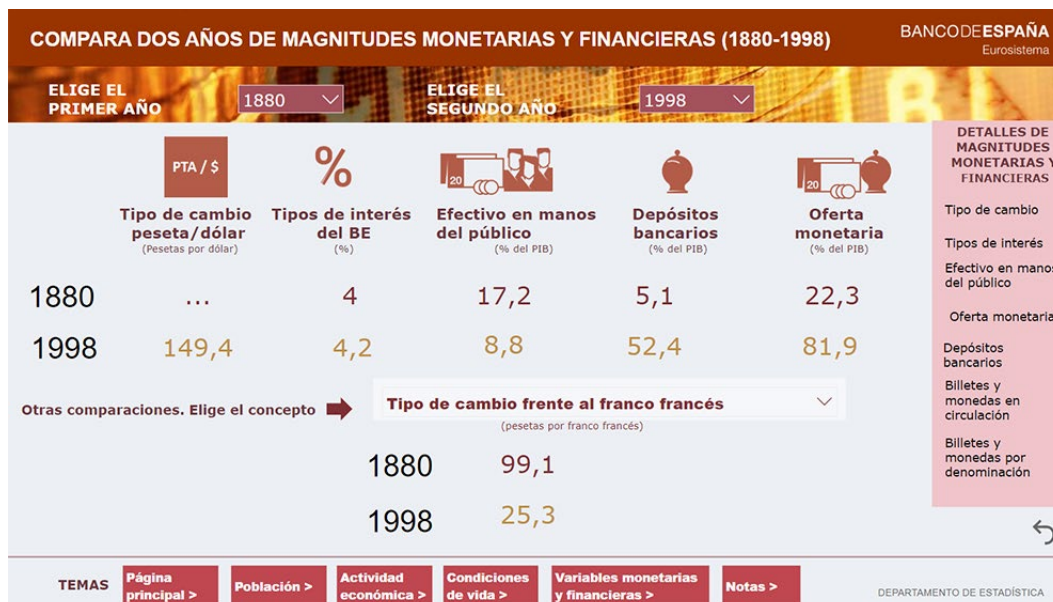 COMPARA DOS AÑOS DE MAGNITUDES MONETARIAS Y FINANCIERAS (1880-1998)
BANCODEESPAÑA
Eurosistema
ELIGE EL
PRIMER AÑO
1880
ELIGE EL
SEGUNDO AÑO
1998
PTA / $
%
20
20
Tipo de cambio
peseta/dólar
(Pesetas por dólar)
Tipos de interés
del BE
(%)
Efectivo en manos
del público
(% del PIB)
Depósitos
bancarios
(% del PIB)
Oferta
monetaria
(% del PIB)
1880 ... 4 17,2 5,1 22,3
1998 149,4 4,2 8,8 52,4 81,9
Otras comparaciones. Elige el concepto
Tipo de cambio frente al franco francés
(pesetas por franco francés)
1880 99,1
1998 25,3
DETALLES DE
MAGNITUDES
MONETARIAS Y
FINANCIERAS
Tipo de cambio
Tipos de interés
Efectivo en manos
del público
Oferta monetaria
Depósitos
bancarios
Billetes y
monedas en
circulación
Billetes y
monedas por
denominación
TEMAS
Página
principal >
Población >
Actividad
económica >
Condiciones
de vida >
Variables monetarias
y financieras >
Notas >
DEPARTAMENTO DE ESTADÍSTICA